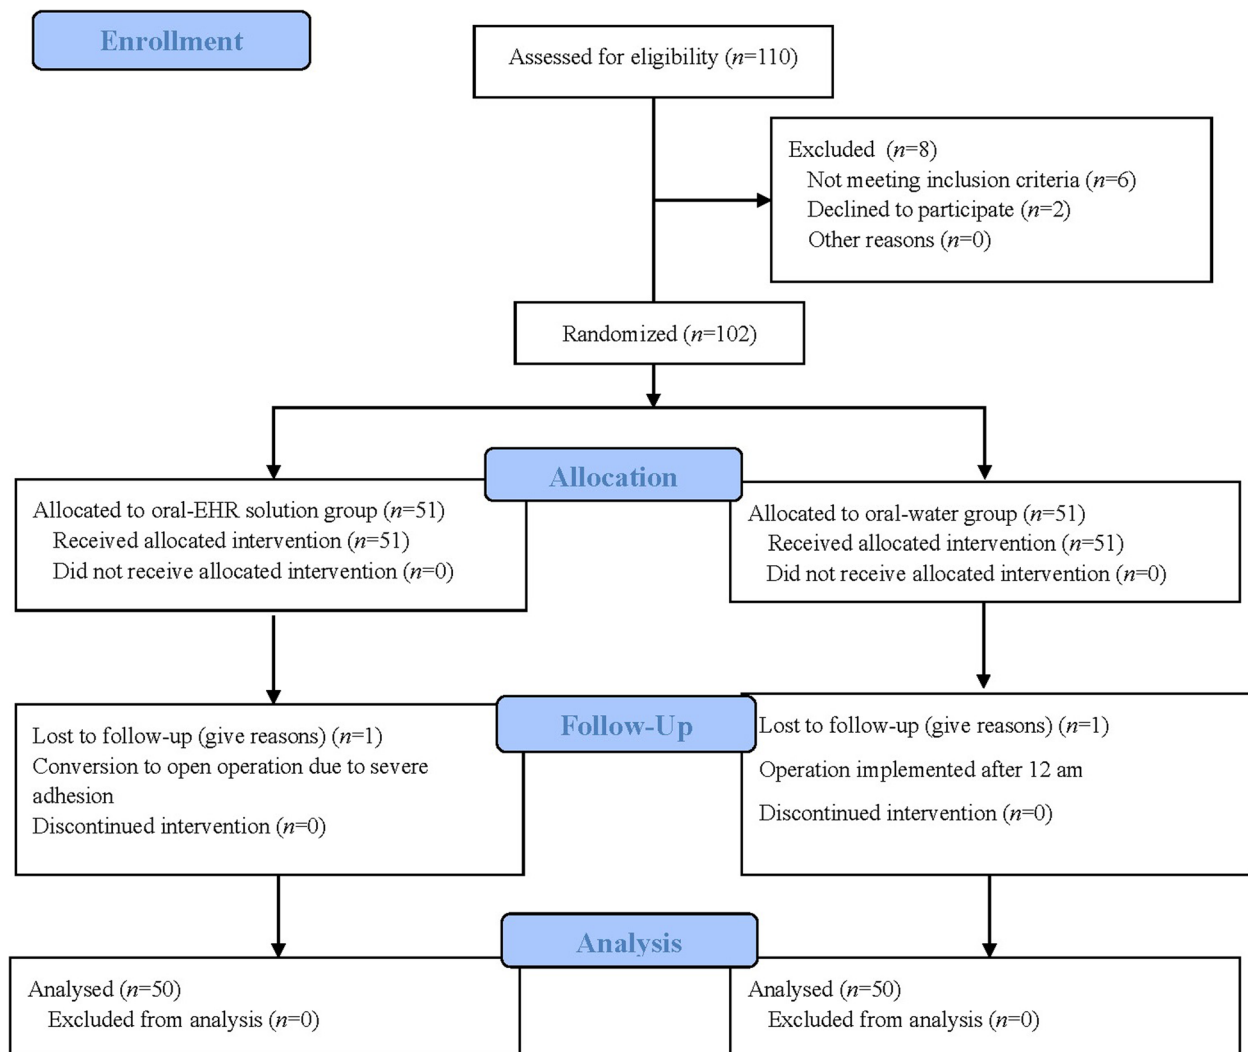 Enrollment
Assessed for eligibility (n=110)
Excluded (n=8)
Not meeting inclusion criteria (n=6)
Declined to participate (n=2)
Other reasons (n=0)
Randomized (n=102)
Allocation
Allocated to oral-EHR solution group (n=51)
Received allocated intervention (n=51)
Did not receive allocated intervention (n=0)
Allocated to oral-water group (n=51)
Received allocated intervention (n=51)
Did not receive allocated intervention (n=0)
Follow-Up
Lost to follow-up (give reasons) (n=1)
Conversion to open operation due to severe
adhesion
Discontinued intervention (n=0)
Lost to follow-up (give reasons) (n=1)
Operation implemented after 12 am
Discontinued intervention (n=0)
Analysis
Analysed (n=50)
Excluded from analysis (n=0)
Analysed (n=50)
Excluded from analysis (n=0)